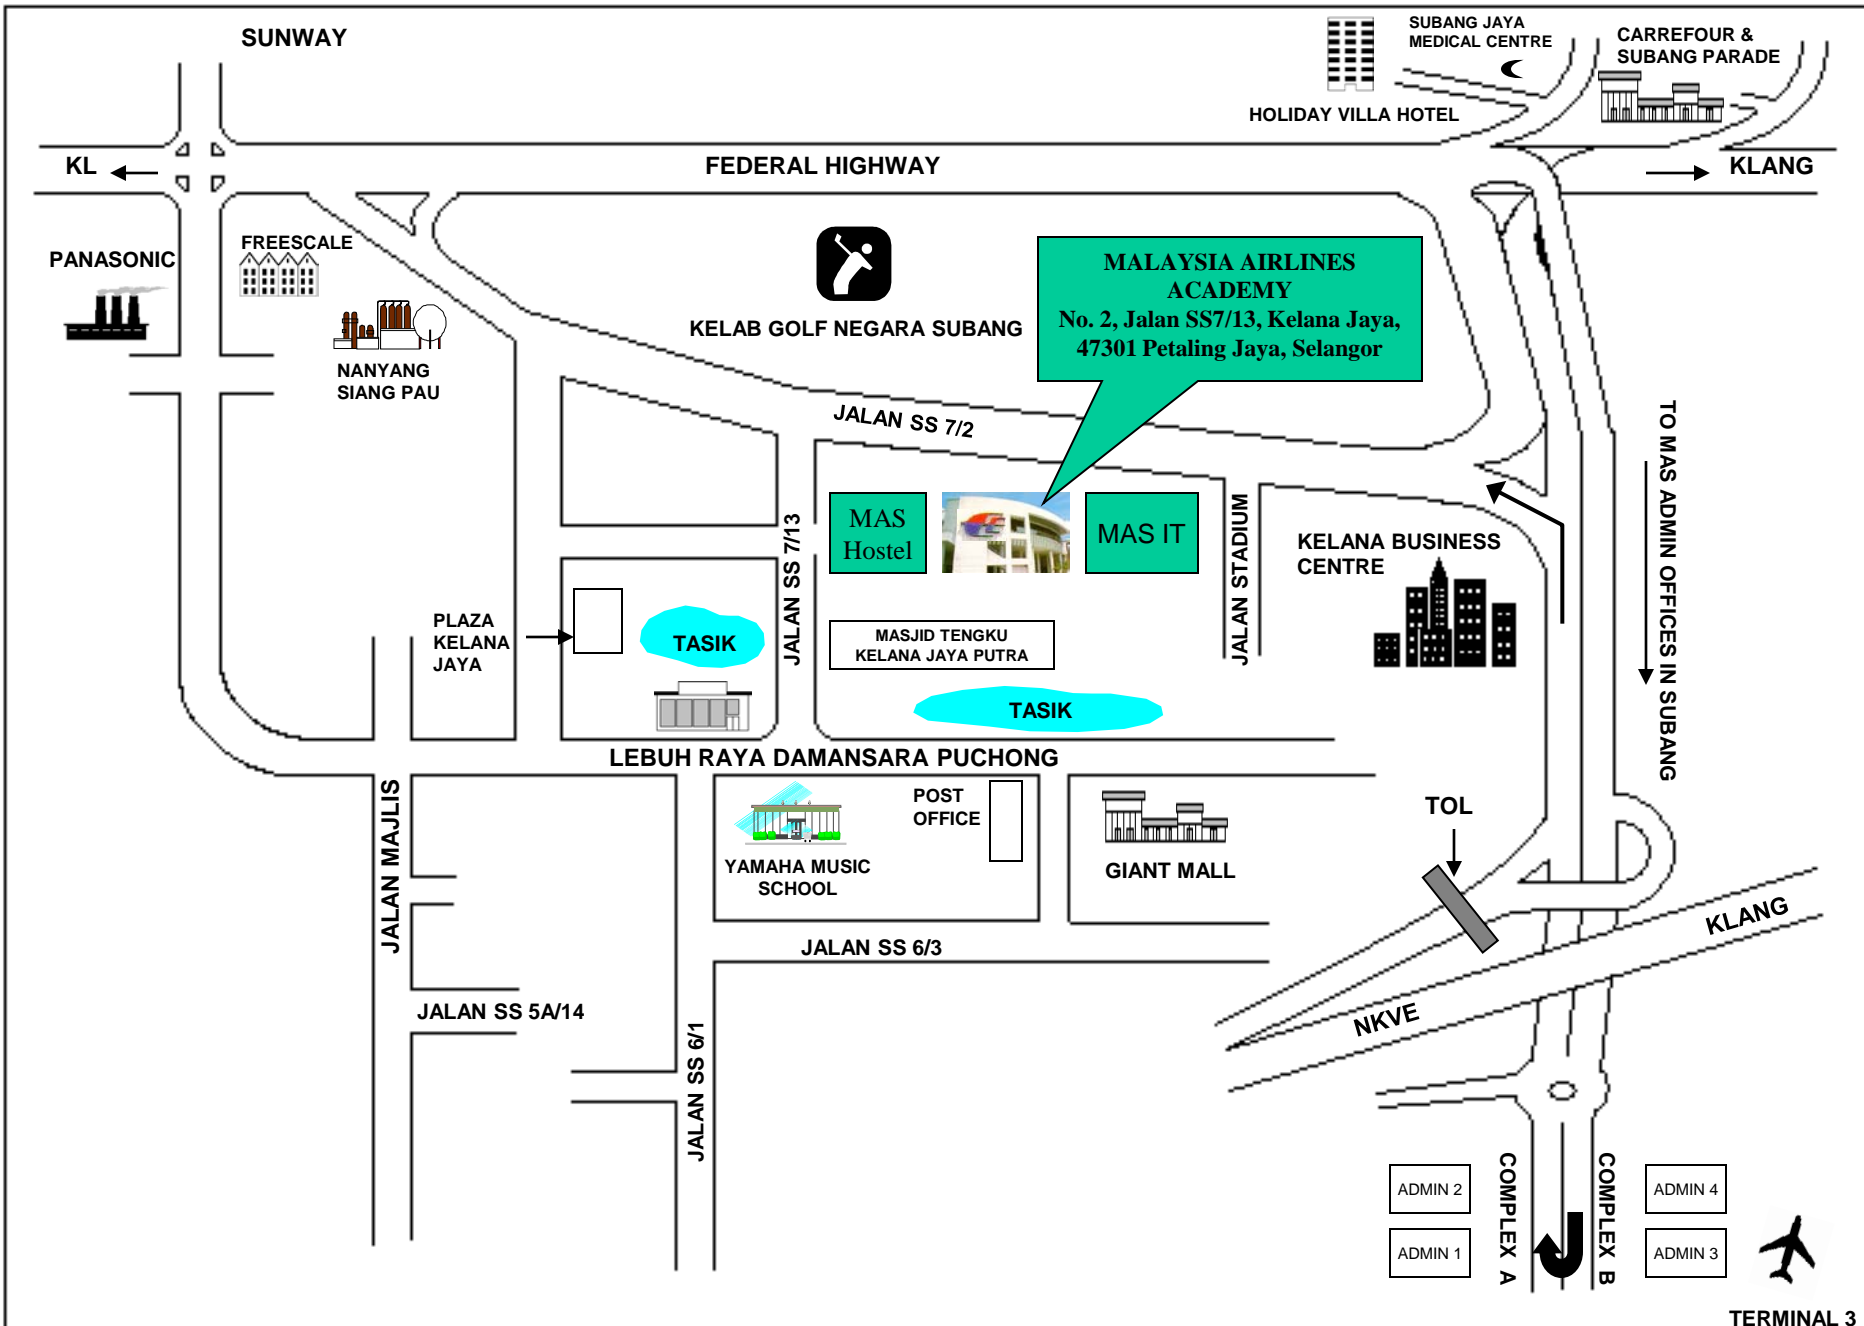 SUNWAY
SUBANG JAYA
MEDICAL CENTRE
CARREFOUR &
SUBANG PARADE
HOLIDAY VILLA HOTEL
KL
FEDERAL HIGHWAY
KLANG
PANASONIC
FREESCALE
NANYANG
SIANG PAU
KELAB GOLF NEGARA SUBANG
MALAYSIA AIRLINES
ACADEMY
No. 2, Jalan SS7/13, Kelana Jaya,
47301 Petaling Jaya, Selangor
JALAN SS 7/2
TO MAS ADMIN OFFICES IN SUBANG
MAS
Hostel
MAS IT
JALAN SS 7/13
JALAN STADIUM
KELANA BUSINESS
CENTRE
PLAZA
KELANA
JAYA
TASIK
MASJID TENGKU
KELANA JAYA PUTRA
TASIK
LEBUH RAYA DAMANSARA PUCHONG
JALAN MAJLIS
YAMAHA MUSIC
SCHOOL
POST
OFFICE
GIANT MALL
TOL
KLANG
NKVE
JALAN SS 6/3
JALAN SS 5A/14
JALAN SS 6/1
ADMIN 2
ADMIN 1
COMPLEX A
COMPLEX B
ADMIN 4
ADMIN 3
TERMINAL 3